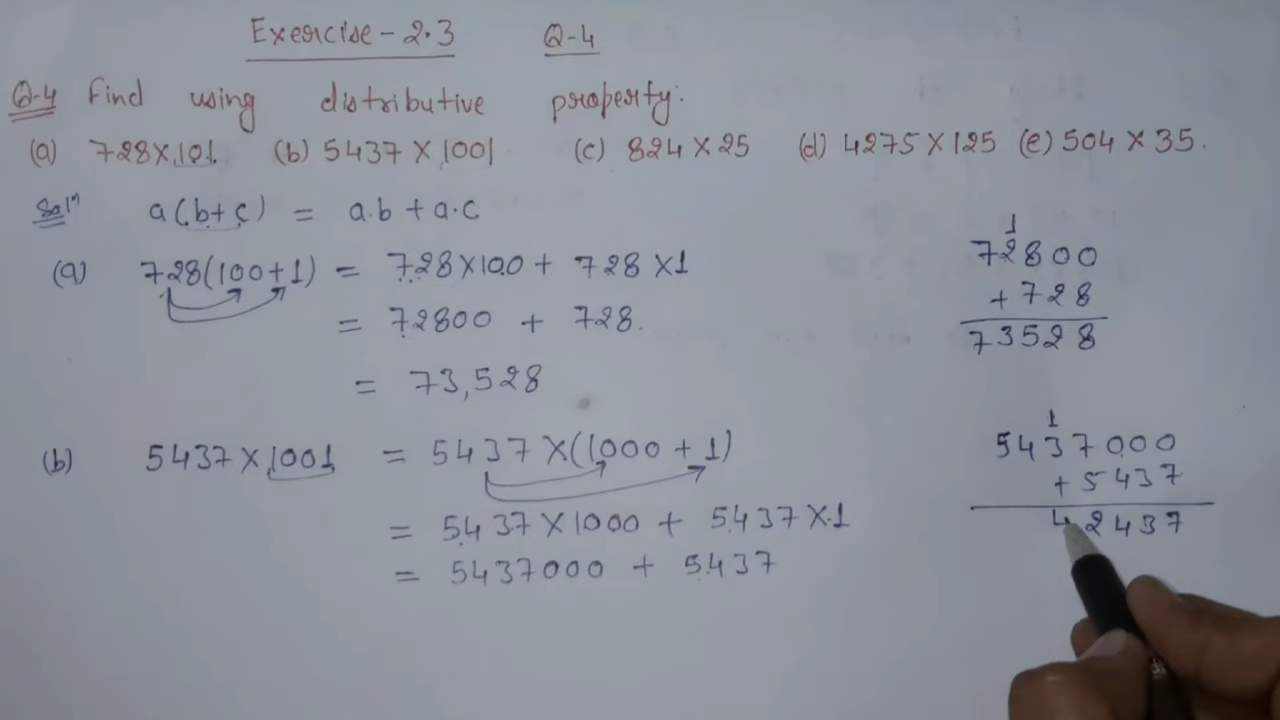 Exercise - 2.3 Q-4
Q-4 Find using distributive property:
(a) 728×101 (b) 5437×1001 (c) 824×25 (d) 4275×125 (e) 504×35.
Solⁿ a(b+c) = a.b + a.c
(a) 728(100+1) = 728×100 + 728×1
= 72800 + 728.
= 73,528
1
72800
+ 728
73528
(b) 5437×1001 = 5437×(1000+1)
= 5437×1000 + 5437×1
= 5437000 + 5437
1
5437000
+ 5437
42437